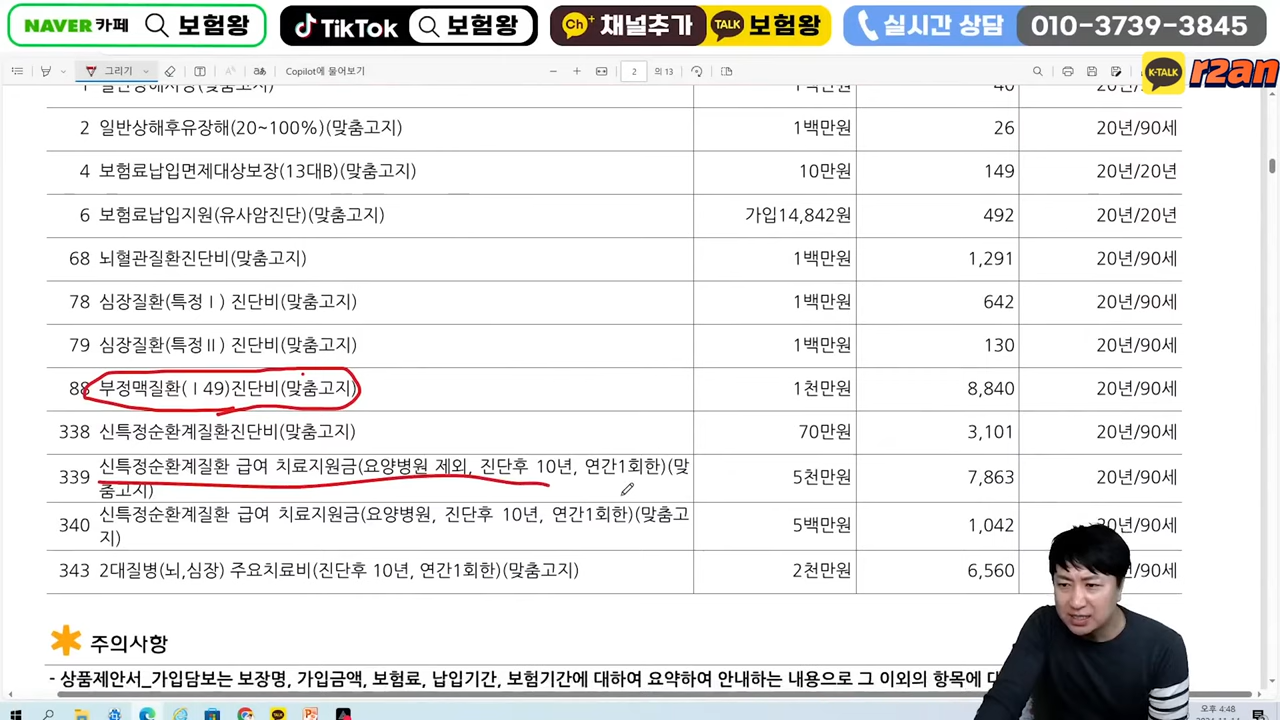 NAVER 카페 보험왕 TikTok 보험왕 Ch+ 채널추가 TALK 보험왕 실시간 상담 010-3739-3845
그리기 Copilot에 물어보기 2 의 13
K-TALK r2an
2 일반상해후유장해(20~100%)(맞춤고지) 1백만원 26 20년/90세
4 보험료납입면제대상보장(13대B)(맞춤고지) 10만원 149 20년/20년
6 보험료납입지원(유사암진단)(맞춤고지) 가입14,842원 492 20년/20년
68 뇌혈관질환진단비(맞춤고지) 1백만원 1,291 20년/90세
78 심장질환(특정Ⅰ) 진단비(맞춤고지) 1백만원 642 20년/90세
79 심장질환(특정Ⅱ) 진단비(맞춤고지) 1백만원 130 20년/90세
88 부정맥질환(Ⅰ49)진단비(맞춤고지) 1천만원 8,840 20년/90세
338 신특정순환계질환진단비(맞춤고지) 70만원 3,101 20년/90세
339 신특정순환계질환 급여 치료지원금(요양병원 제외, 진단후 10년, 연간1회한)(맞
춤고지) 5천만원 7,863 20년/90세
340 신특정순환계질환 급여 치료지원금(요양병원, 진단후 10년, 연간1회한)(맞춤고
지) 5백만원 1,042 20년/90세
343 2대질병(뇌,심장) 주요치료비(진단후 10년, 연간1회한)(맞춤고지) 2천만원 6,560 년/90세
주의사항
- 상품제안서_가입담보는 보장명, 가입금액, 보험료, 납입기간, 보험기간에 대하여 요약하여 안내하는 내용으로 그 이외의 항목에 대
오후 4:48